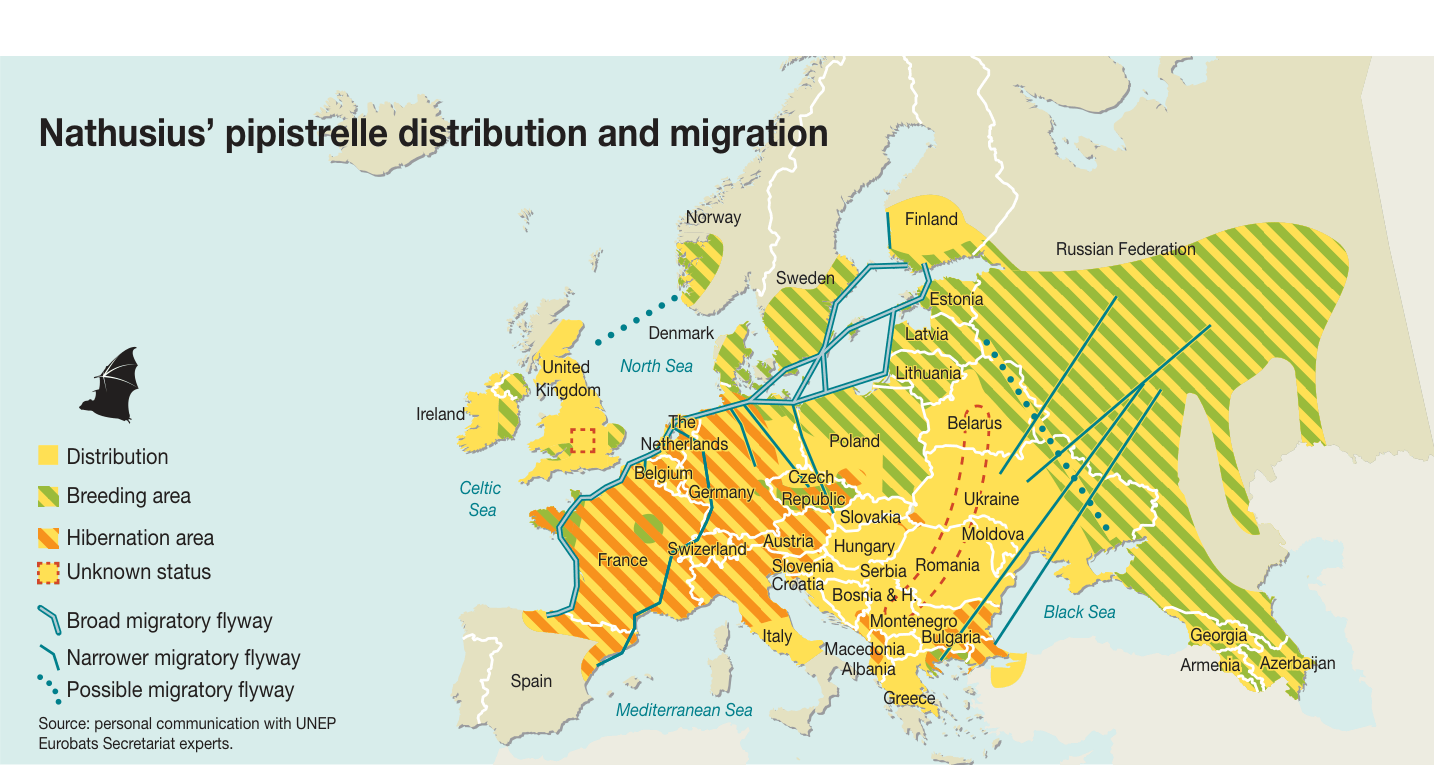 Nathusius’ pipistrelle distribution and migration
Norway
Finland
Russian Federation
Sweden
Estonia
Denmark
Latvia
North Sea
United
Kingdom
Lithuania
Ireland
The
Netherlands
Belarus
Poland
Belgium
Czech
Republic
Germany
Celtic
Sea
Ukraine
Slovakia
Moldova
Austria
Hungary
Swizerland
France
Slovenia
Serbia
Romania
Croatia
Bosnia & H.
Black Sea
Montenegro
Bulgaria
Italy
Georgia
Macedonia
Albania
Armenia
Azerbaijan
Spain
Greece
Mediterranean Sea
Distribution
Breeding area
Hibernation area
Unknown status
Broad migratory flyway
Narrower migratory flyway
Possible migratory flyway
Source: personal communication with UNEP
Eurobats Secretariat experts.